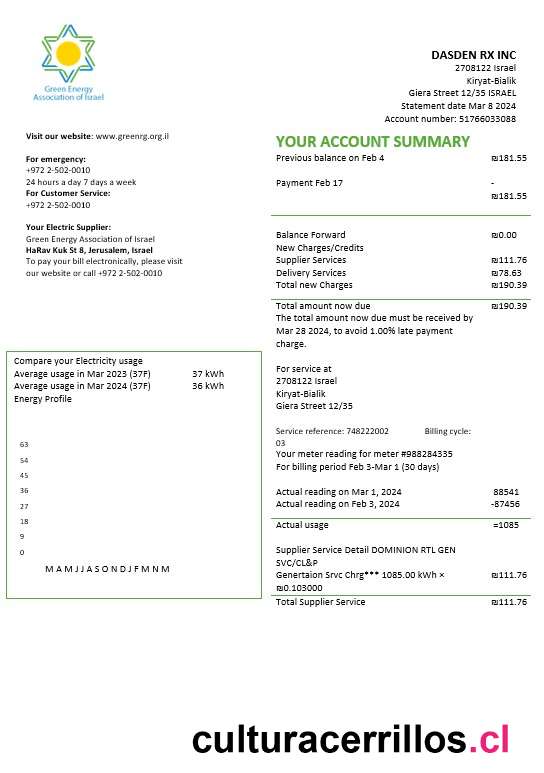 Green Energy
Association of Israel
DASDEN RX INC
2708122 Israel
Kiryat-Bialik
Giera Street 12/35 ISRAEL
Statement date Mar 8 2024
Account number: 51766033088
Visit our website: www.greenrg.org.il
For emergency:
+972 2-502-0010
24 hours a day 7 days a week
For Customer Service:
+972 2-502-0010
Your Electric Supplier:
Green Energy Association of Israel
HaRav Kuk St 8, Jerusalem, Israel
To pay your bill electronically, please visit
our website or call +972 2-502-0010
YOUR ACCOUNT SUMMARY
Previous balance on Feb 4 ₪181.55
Payment Feb 17 -
₪181.55
Balance Forward ₪0.00
New Charges/Credits
Supplier Services ₪111.76
Delivery Services ₪78.63
Total new Charges ₪190.39
Total amount now due ₪190.39
The total amount now due must be received by
Mar 28 2024, to avoid 1.00% late payment
charge.
For service at
2708122 Israel
Kiryat-Bialik
Giera Street 12/35
Service reference: 748222002 Billing cycle:
03
Your meter reading for meter #988284335
For billing period Feb 3-Mar 1 (30 days)
Actual reading on Mar 1, 2024 88541
Actual reading on Feb 3, 2024 -87456
Actual usage =1085
Supplier Service Detail DOMINION RTL GEN
SVC/CL&P
Genertaion Srvc Chrg*** 1085.00 kWh × ₪111.76
₪0.103000
Total Supplier Service ₪111.76
Compare your Electricity usage
Average usage in Mar 2023 (37F) 37 kWh
Average usage in Mar 2024 (37F) 36 kWh
Energy Profile
63
54
45
36
27
18
9
0
M A M J J A S O N D J F M N M
culturacerrillos.cl